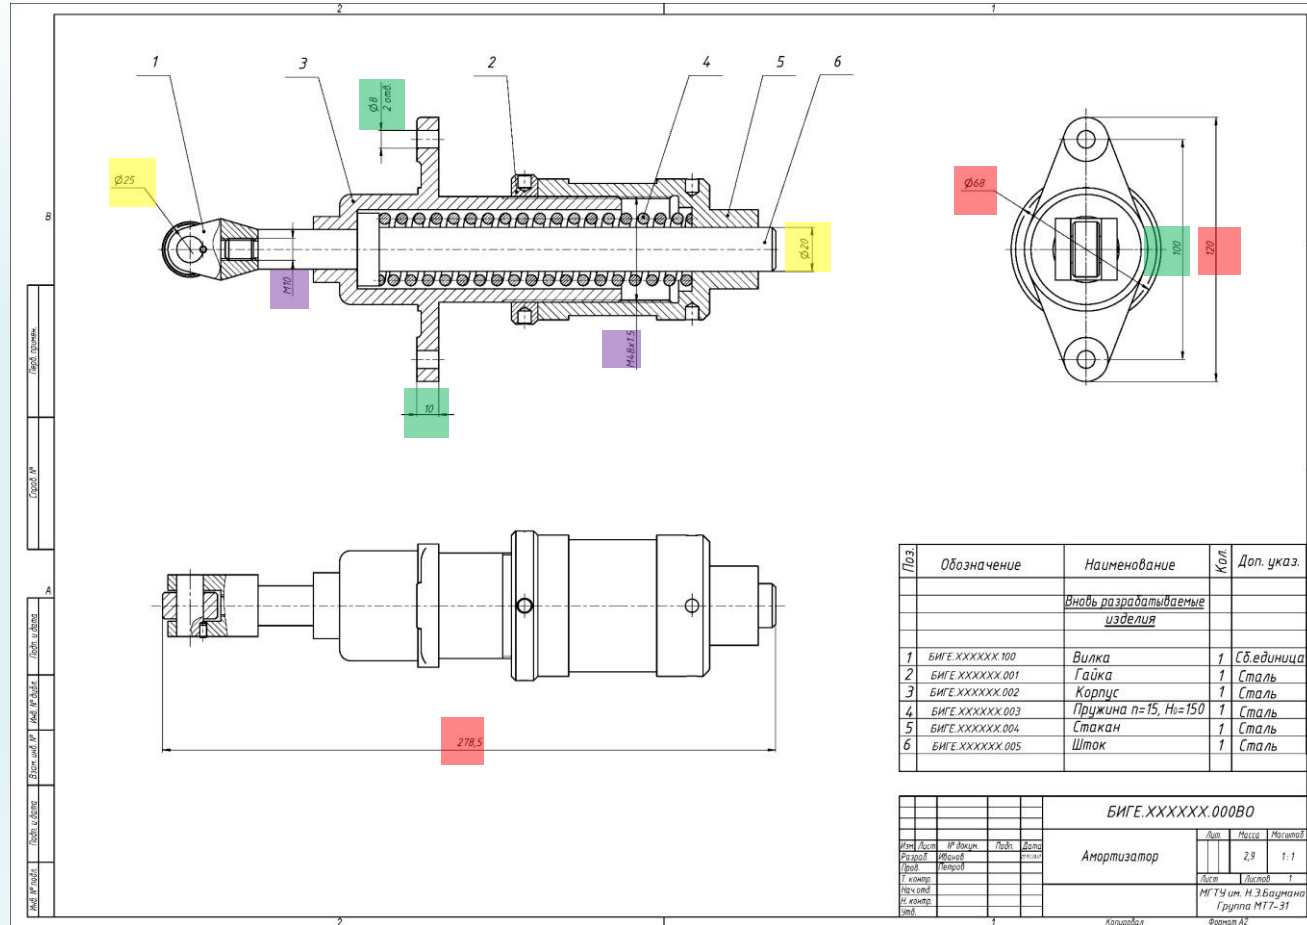 2
1
1
3
2
4
5
6
Ø8
2 отв.
Ø25
M10
Ø20
M48x1.5
10
Ø68
100
120
В
А
278,5
Перв. примен.
Справ. №
Подп. и дата
Инв. № дубл.
Взам. инв. №
Подп. и дата
Инв. № подл.
Поз. Обозначение Наименование Кол. Доп. указ.
Вновь разрабатываемые
изделия
1 БИГЕ.XXXXXX.100 Вилка 1 Сб.единица
2 БИГЕ.XXXXXX.001 Гайка 1 Сталь
3 БИГЕ.XXXXXX.002 Корпус 1 Сталь
4 БИГЕ.XXXXXX.003 Пружина n=15, H₀=150 1 Сталь
5 БИГЕ.XXXXXX.004 Стакан 1 Сталь
6 БИГЕ.XXXXXX.005 Шток 1 Сталь
БИГЕ.XXXXXX.000ВО
Изм. Лист № докум. Подп. Дата
Разраб. Иванов
Пров. Петров
Т. контр.
Нач.отд.
Н. контр.
Утв.
Амортизатор
Лит. Масса Масштаб
2,9 1:1
Лист Листов 1
МГТУ им. Н.Э.Баумана
Группа МТ7-31
2
1
Копировал Формат А2